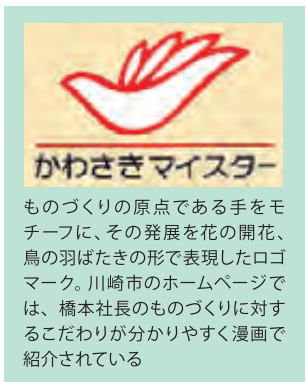 かわさきマイスター
ものづくりの原点である手をモ
チーフに、その発展を花の開花、
鳥の羽ばたきの形で表現したロゴ
マーク。川崎市のホームページで
は、橋本社長のものづくりに対す
るこだわりが分かりやすく漫画で
紹介されている